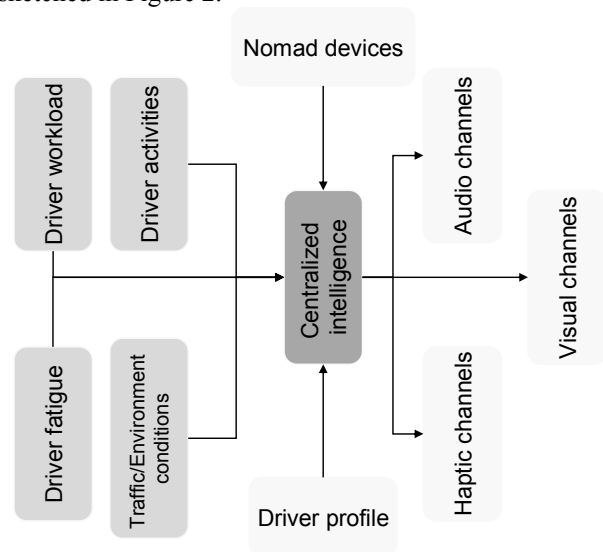 sketched in Figure 2.
Nomad devices
Driver workload
Driver activities
Audio channels
Centralized
intelligence
Visual channels
Driver fatigue
Traffic/Environment
conditions
Haptic channels
Driver profile